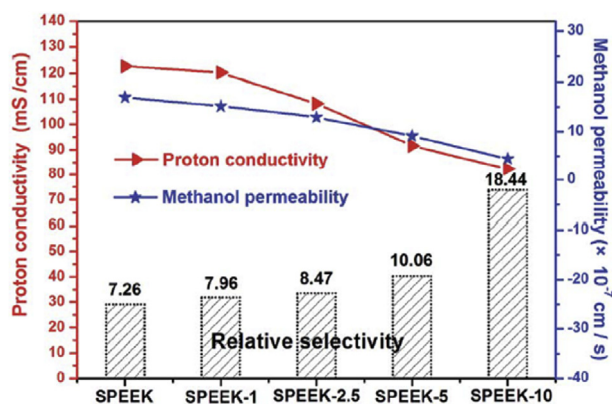 Proton conductivity (mS /cm)
140
130
120
110
100
90
80
70
60
50
40
30
20
10
0
Proton conductivity
Methanol permeability
7.26
7.96
8.47
10.06
18.44
Relative selectivity
SPEEK
SPEEK-1
SPEEK-2.5
SPEEK-5
SPEEK-10
30
20
10
0
-10
-20
-30
-40
Methanol permeability (× 10⁻⁷ cm / s)